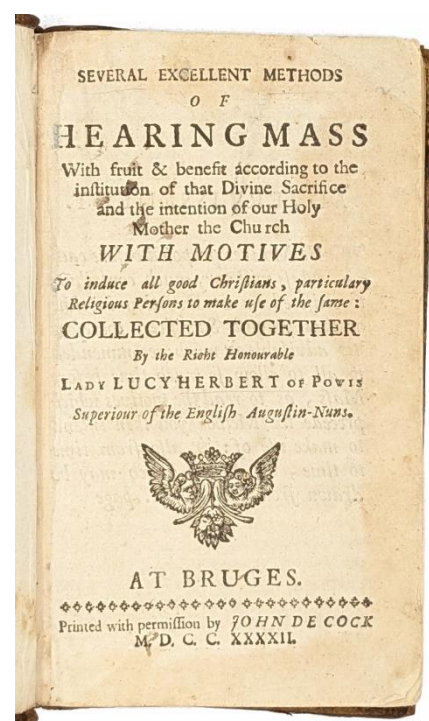 SEVERAL EXCELLENT METHODS
OF
HEARING MASS
With fruit & benefit according to the
inſtitution of that Divine Sacrifice
and the intention of our Holy
Mother the Chu rch
WITH MOTIVES
To induce all good Chriſtians, particulary
Religious Perſons to make uſe of the ſame:
COLLECTED TOGETHER
By the Right Honourable
LADY LUCY HERBERT OF POWIS
Superiour of the Engliſh Auguſtin-Nuns.
AT BRUGES.
Printed with permiſſion by JOHN DE COCK
M. D. C. C. XXXXII.